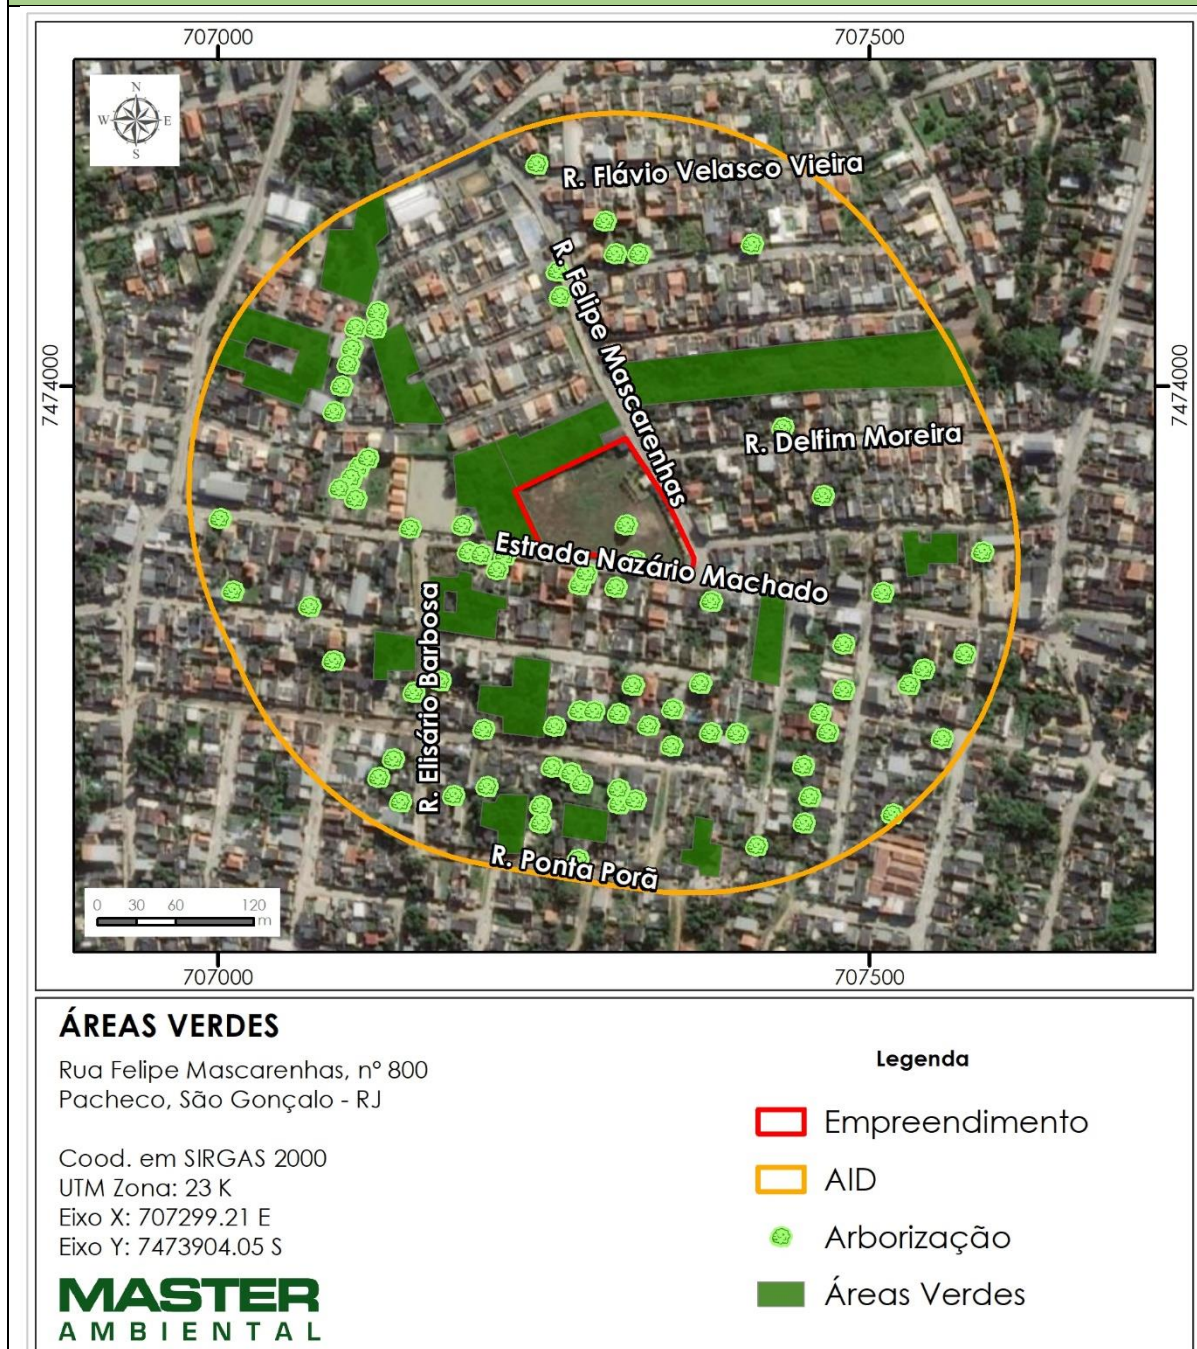 707000
707500
N
W
E
S
R. Flávio Velasco Vieira
R. Felipe Mascarenhas
7474000
7474000
R. Delfim Moreira
Estrada Nazário Machado
R. Elisário Barbosa
R. Ponta Porã
0 30 60 120
m
707000
707500
ÁREAS VERDES
Rua Felipe Mascarenhas, nº 800
Pacheco, São Gonçalo - RJ
Cood. em SIRGAS 2000
UTM Zona: 23 K
Eixo X: 707299.21 E
Eixo Y: 7473904.05 S
MASTER
AMBIENTAL
Legenda
Empreendimento
AID
Arborização
Áreas Verdes